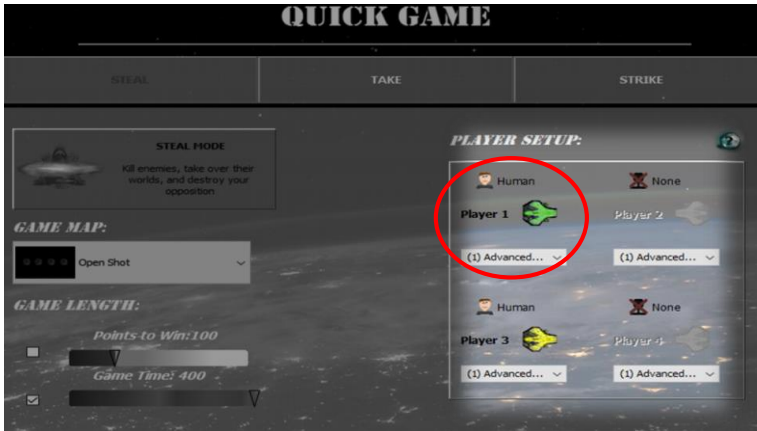 QUICK GAME
STEAL
TAKE
STRIKE
STEAL MODE
Kill enemies, take over their
worlds, and destroy your
opposition
GAME MAP:
Open Shot
GAME LENGTH:
Points to Win:100
Game Time: 400
PLAYER SETUP:
?
Human
None
Player 1
Player 2
(1) Advanced...
(1) Advanced...
Human
None
Player 3
Player 4
(1) Advanced...
(1) Advanced...